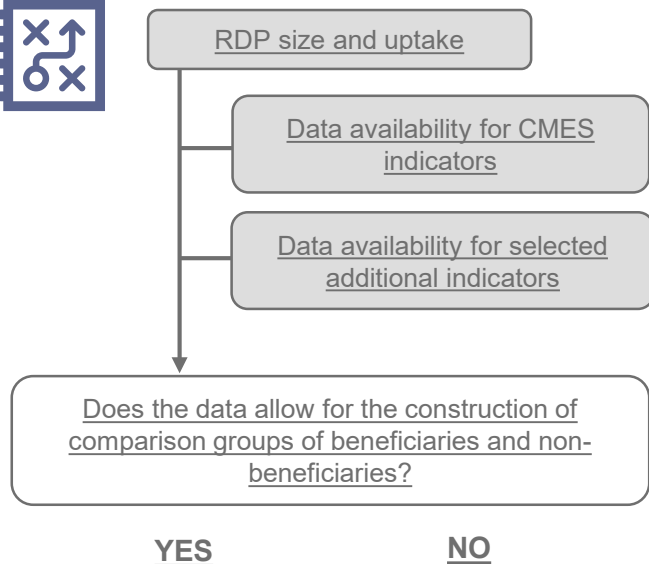 RDP size and uptake
Data availability for CMES
indicators
Data availability for selected
additional indicators
Does the data allow for the construction of
comparison groups of beneficiaries and non-
beneficiaries?
YES
NO